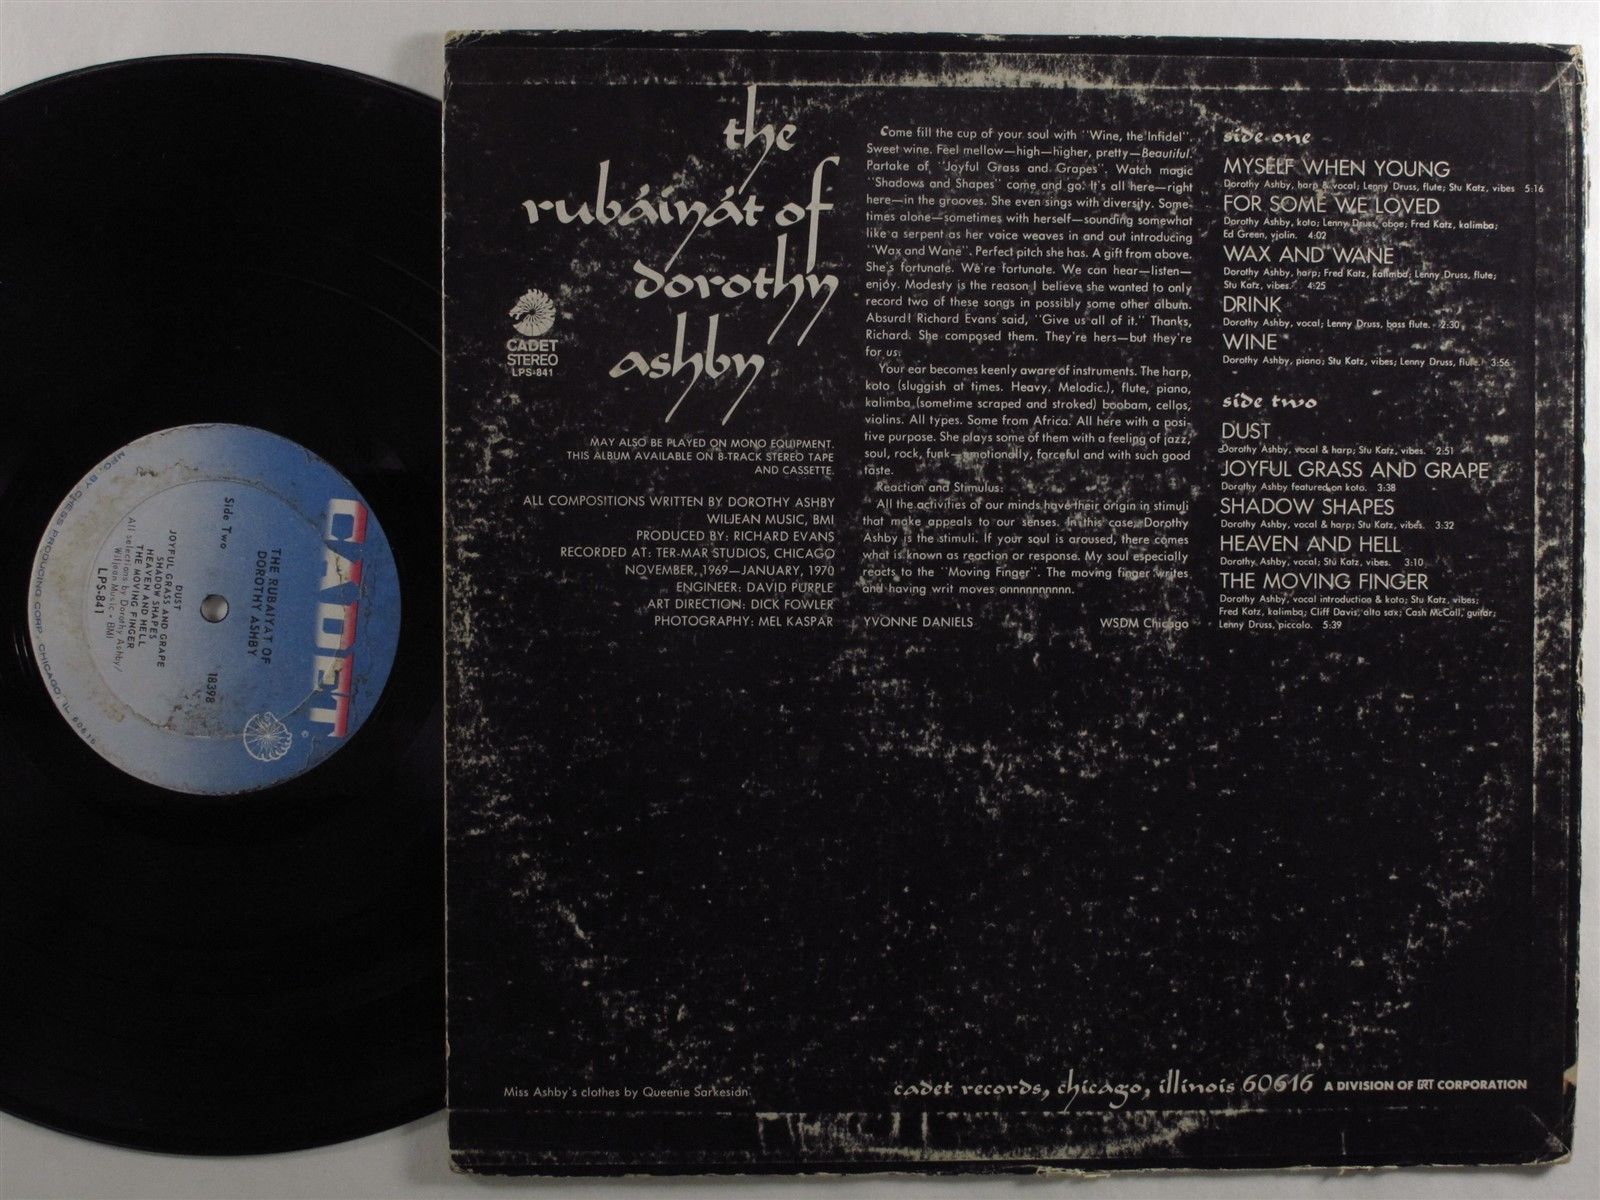 the
rubáiyát of
dorothy
ashby
CADET
STEREO
LPS-841
MAY ALSO BE PLAYED ON MONO EQUIPMENT.
THIS ALBUM AVAILABLE ON 8-TRACK STEREO TAPE
AND CASSETTE.
ALL COMPOSITIONS WRITTEN BY DOROTHY ASHBY
WILJEAN MUSIC, BMI
PRODUCED BY: RICHARD EVANS
RECORDED AT: TER-MAR STUDIOS, CHICAGO
NOVEMBER, 1969—JANUARY, 1970
ENGINEER: DAVID PURPLE
ART DIRECTION: DICK FOWLER
PHOTOGRAPHY: MEL KASPAR
Come fill the cup of your soul with "Wine, the Infidel".
Sweet wine. Feel mellow—high—higher, pretty—Beautiful.
Partake of "Joyful Grass and Grapes". Watch magic
"Shadows and Shapes" come and go. It's all here—right
here—in the grooves. She even sings with diversity. Some-
times alone—sometimes with herself—sounding somewhat
like a serpent as her voice weaves in and out introducing
"Wax and Wane". Perfect pitch she has. A gift from above.
She's fortunate. We're fortunate. We can hear—listen—
enjoy. Modesty is the reason I believe she wanted to only
record two of these songs in possibly some other album.
Absurd! Richard Evans said, "Give us all of it." Thanks,
Richard. She composed them. They're hers—but they're
for us.
Your ear becomes keenly aware of instruments. The harp,
koto (sluggish at times. Heavy, Melodic.), flute, piano,
kalimba (sometime scraped and stroked) boobam, cellos,
violins. All types. Some from Africa. All here with a posi-
tive purpose. She plays some of them with a feeling of jazz,
soul, rock, funk—emotionally, forceful and with such good
taste.
Reaction and Stimulus:
All the activities of our minds have their origin in stimuli
that make appeals to our senses. In this case, Dorothy
Ashby is the stimuli. If your soul is aroused, there comes
what is known as reaction or response. My soul especially
reacts to the "Moving Finger". The moving finger writes
and having writ moves onnnnnnnnnn.
YVONNE DANIELS WSDM Chicago
side one
MYSELF WHEN YOUNG
Dorothy Ashby, harp & vocal; Lenny Druss, flute; Stu Katz, vibes 5:16
FOR SOME WE LOVED
Dorothy Ashby, koto; Lenny Druss, oboe; Fred Katz, kalimba;
Ed Green, violin. 4:02
WAX AND WANE
Dorothy Ashby, harp; Fred Katz, kalimba; Lenny Druss, flute;
Stu Katz, vibes. 4:25
DRINK
Dorothy Ashby, vocal; Lenny Druss, bass flute. 2:30
WINE
Dorothy Ashby, piano; Stu Katz, vibes; Lenny Druss, flute. 3:56
side two
DUST
Dorothy Ashby, vocal & harp; Stu Katz, vibes. 2:51
JOYFUL GRASS AND GRAPE
Dorothy Ashby featured on koto. 3:38
SHADOW SHAPES
Dorothy Ashby, vocal & harp; Stu Katz, vibes. 3:32
HEAVEN AND HELL
Dorothy Ashby, vocal; Stu Katz, vibes. 3:10
THE MOVING FINGER
Dorothy Ashby, vocal introduction & koto; Stu Katz, vibes;
Fred Katz, kalimba; Cliff Davis, alto sax; Cash McCall, guitar;
Lenny Druss, piccolo. 5:39
Miss Ashby's clothes by Queenie Sarkesian
cadet records, chicago, illinois 60616 A DIVISION OF GRT CORPORATION
CADET
THE RUBAIYAT OF
DOROTHY ASHBY
Side Two 18398
DUST
JOYFUL GRASS AND GRAPE
SHADOW SHAPES
HEAVEN AND HELL
THE MOVING FINGER
All selections by Dorothy Ashby/
Wiljean Music - BMI
LPS-841
MFG. BY CHESS PRODUCING CORP. CHICAGO, IL. 60616